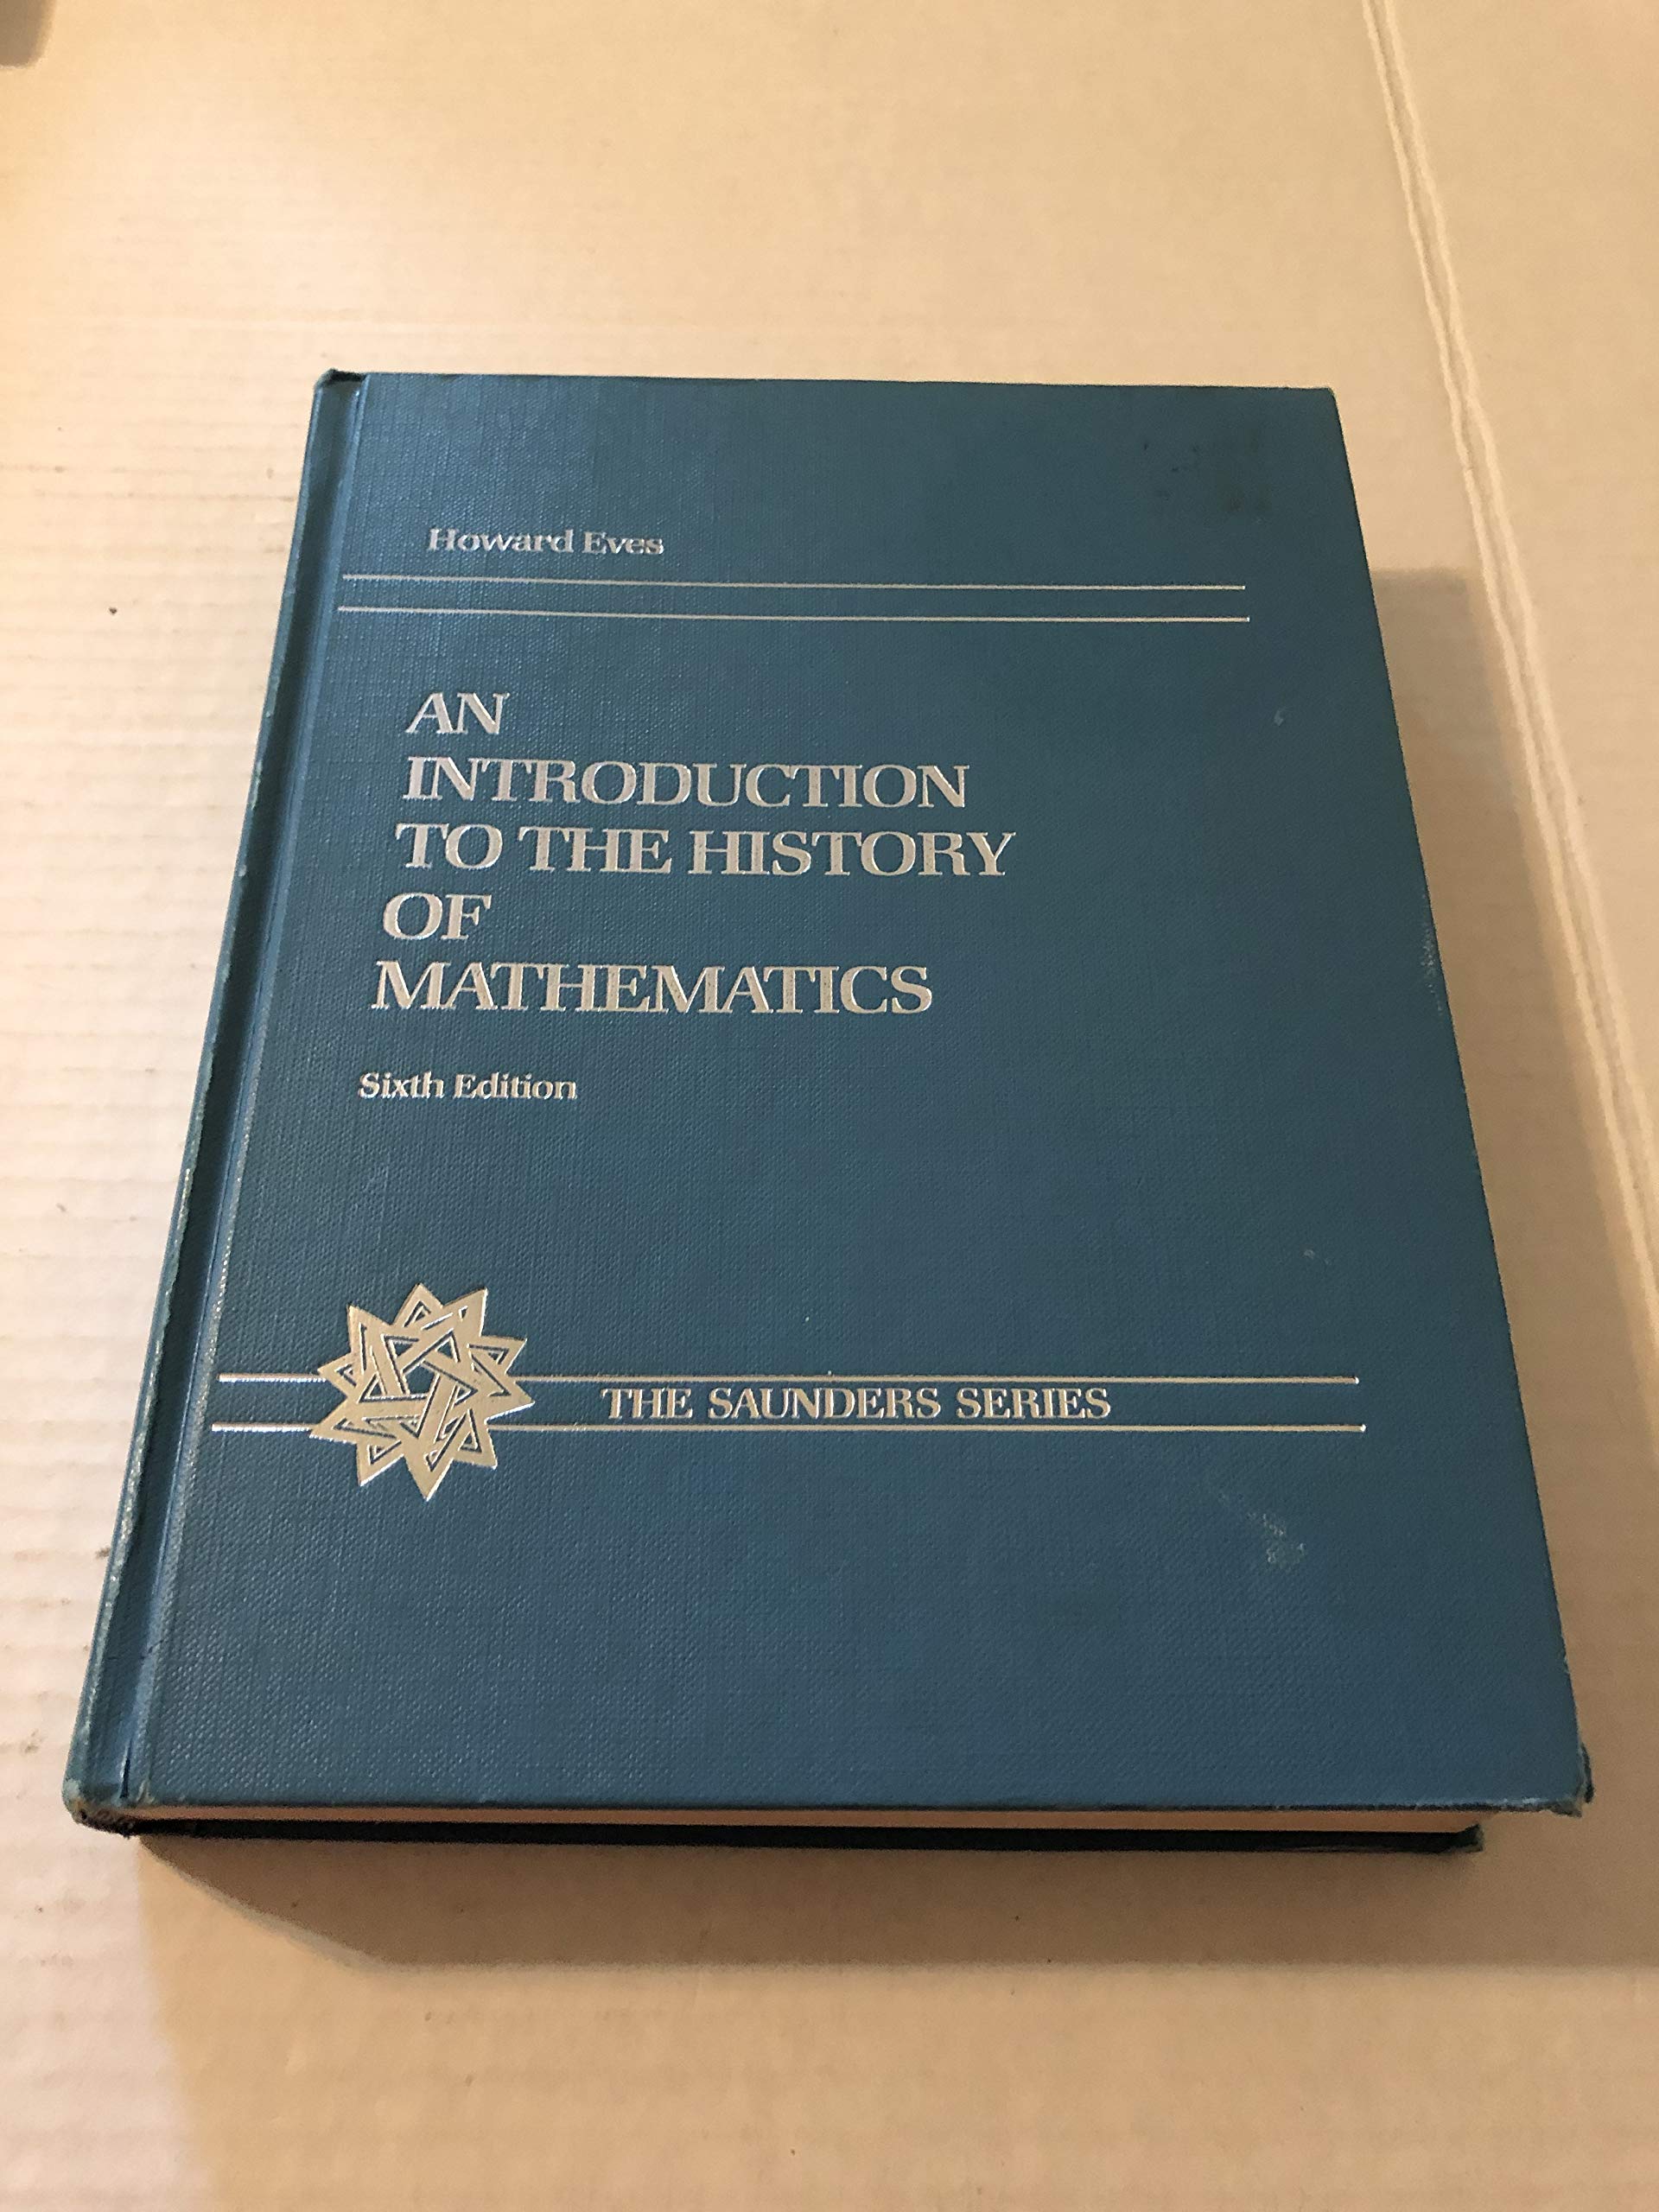 Howard Eves
AN
INTRODUCTION
TO THE HISTORY
OF
MATHEMATICS
Sixth Edition
THE SAUNDERS SERIES